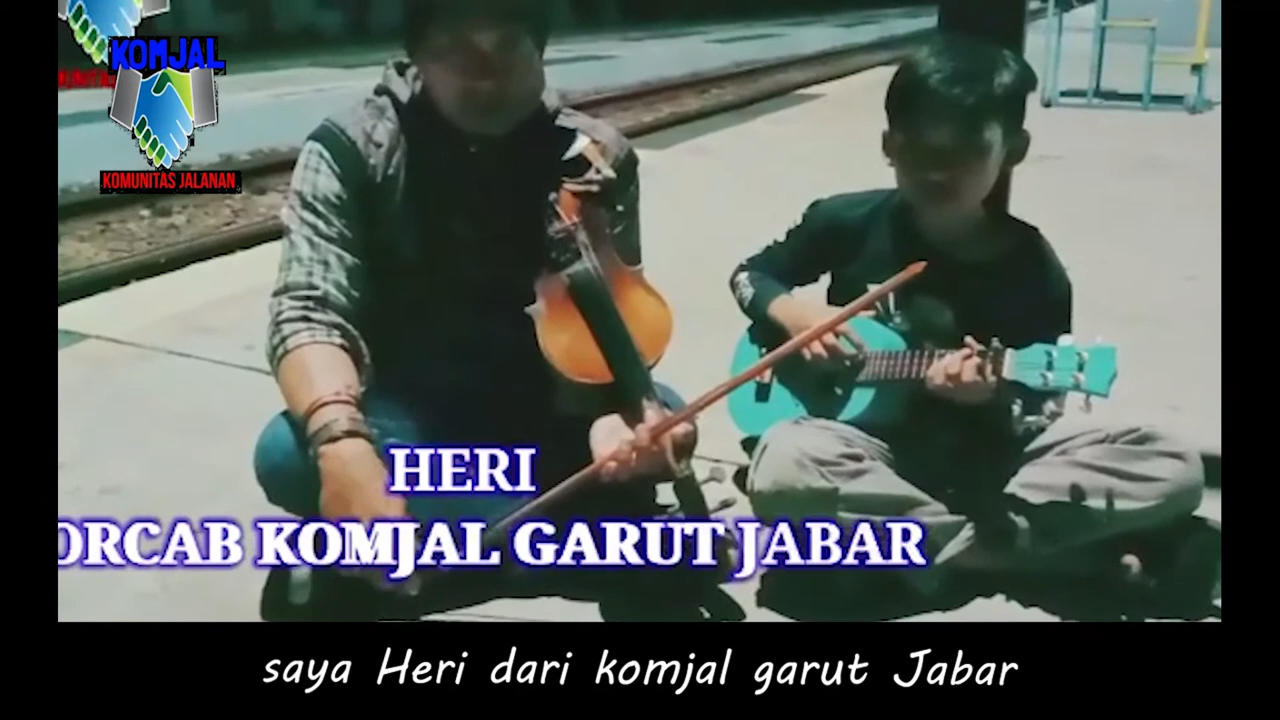 KOMJAL
KOMUNITAS JALANAN
HERI
ORCAB KOMJAL GARUT JABAR
saya Heri dari komjal garut Jabar